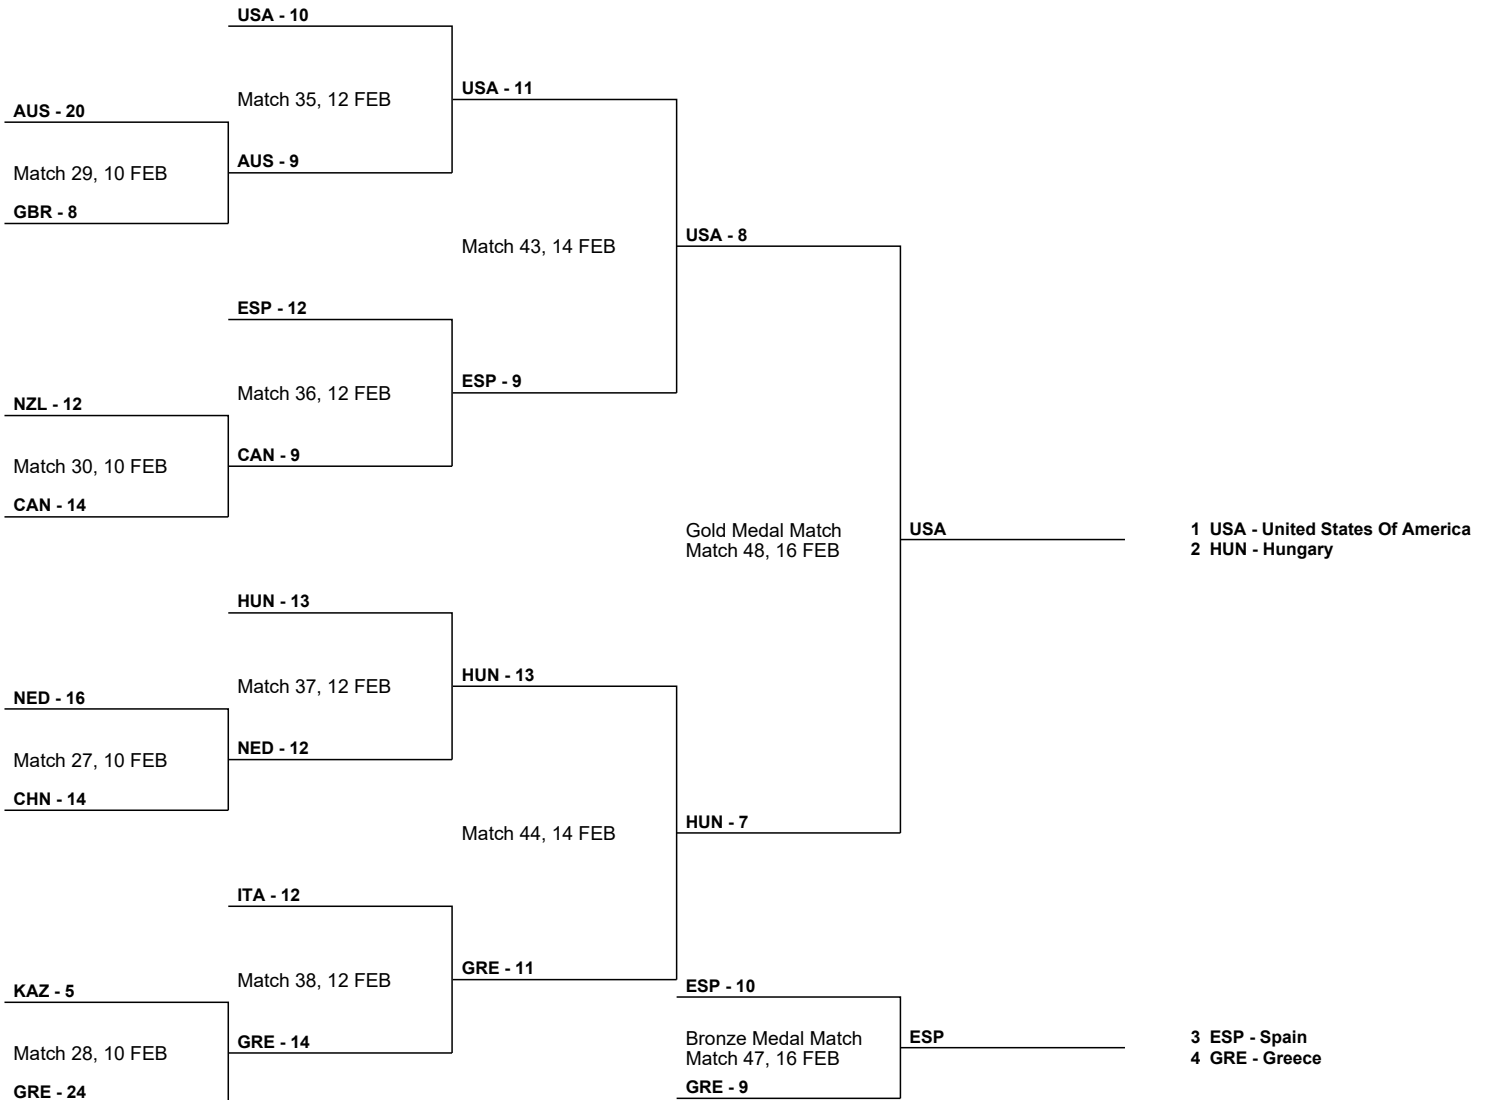 USA - 10
Match 35, 12 FEB
USA - 11
AUS - 20
Match 29, 10 FEB
AUS - 9
GBR - 8
Match 43, 14 FEB
USA - 8
ESP - 12
Match 36, 12 FEB
ESP - 9
NZL - 12
Match 30, 10 FEB
CAN - 9
CAN - 14
Gold Medal Match
Match 48, 16 FEB
USA
1 USA - United States Of America
2 HUN - Hungary
HUN - 13
Match 37, 12 FEB
HUN - 13
NED - 16
Match 27, 10 FEB
NED - 12
CHN - 14
Match 44, 14 FEB
HUN - 7
ITA - 12
Match 38, 12 FEB
GRE - 11
KAZ - 5
Match 28, 10 FEB
GRE - 14
GRE - 24
ESP - 10
Bronze Medal Match
Match 47, 16 FEB
GRE - 9
ESP
3 ESP - Spain
4 GRE - Greece